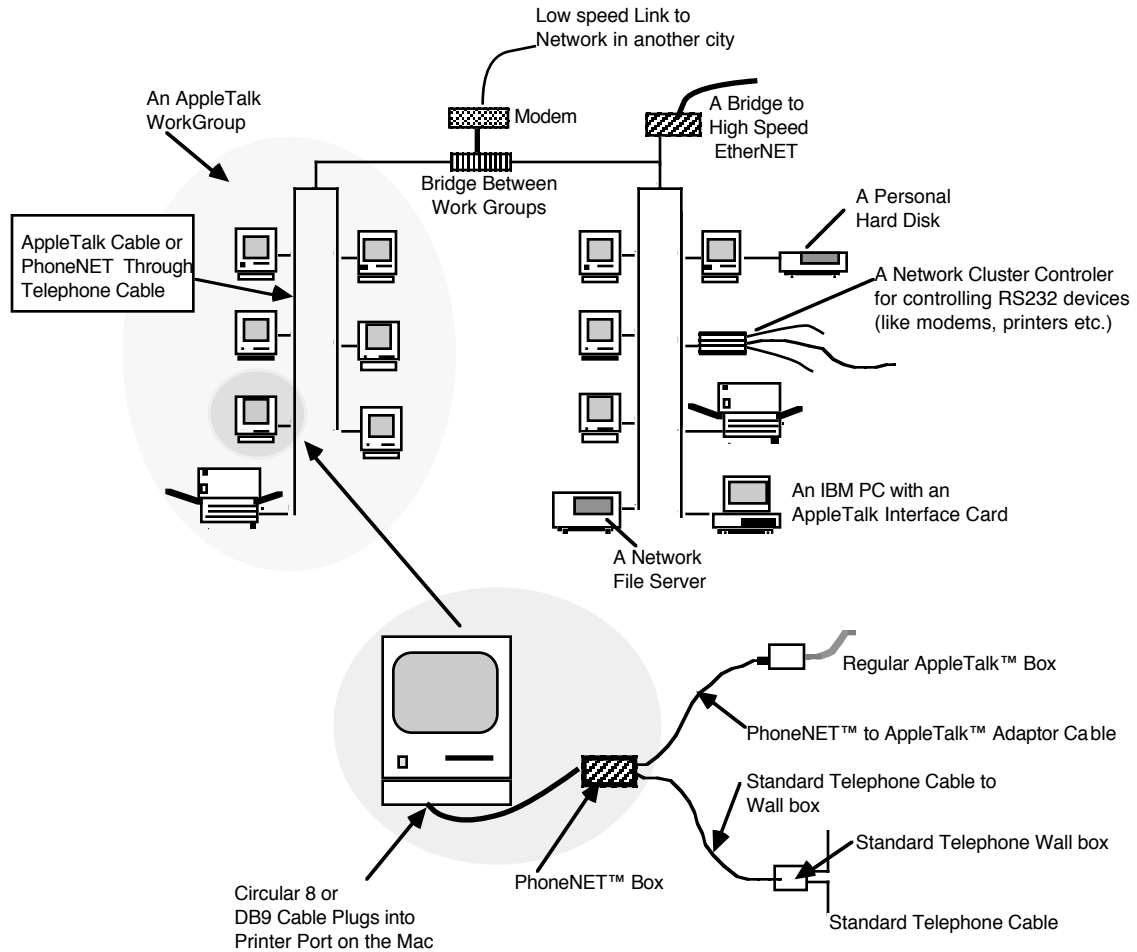 Low speed Link to
Network in another city
An AppleTalk
WorkGroup
Modem
A Bridge to
High Speed
EtherNET
Bridge Between
Work Groups
A Personal
Hard Disk
AppleTalk Cable or
PhoneNET Through
Telephone Cable
A Network Cluster Controler
for controlling RS232 devices
(like modems, printers etc.)
An IBM PC with an
AppleTalk Interface Card
A Network
File Server
Regular AppleTalk™ Box
PhoneNET™ to AppleTalk™ Adaptor Cable
Standard Telephone Cable to
Wall box
Standard Telephone Wall box
PhoneNET™ Box
Circular 8 or
DB9 Cable Plugs into
Printer Port on the Mac
Standard Telephone Cable